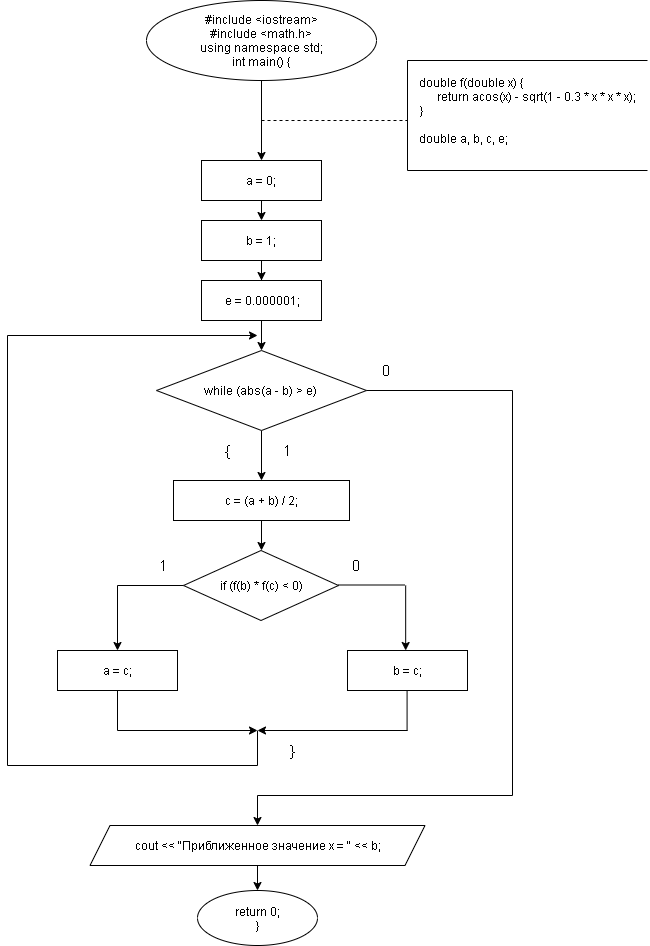 #include <iostream>
#include <math.h>
using namespace std;
int main() {
double f(double x) {
return acos(x) - sqrt(1 - 0.3 * x * x * x);
}
double a, b, c, e;
a = 0;
b = 1;
e = 0.000001;
while (abs(a - b) > e)
0
{
1
c = (a + b) / 2;
if (f(b) * f(c) < 0)
1
0
a = c;
b = c;
}
cout << "Приближенное значение x = " << b;
return 0;
}